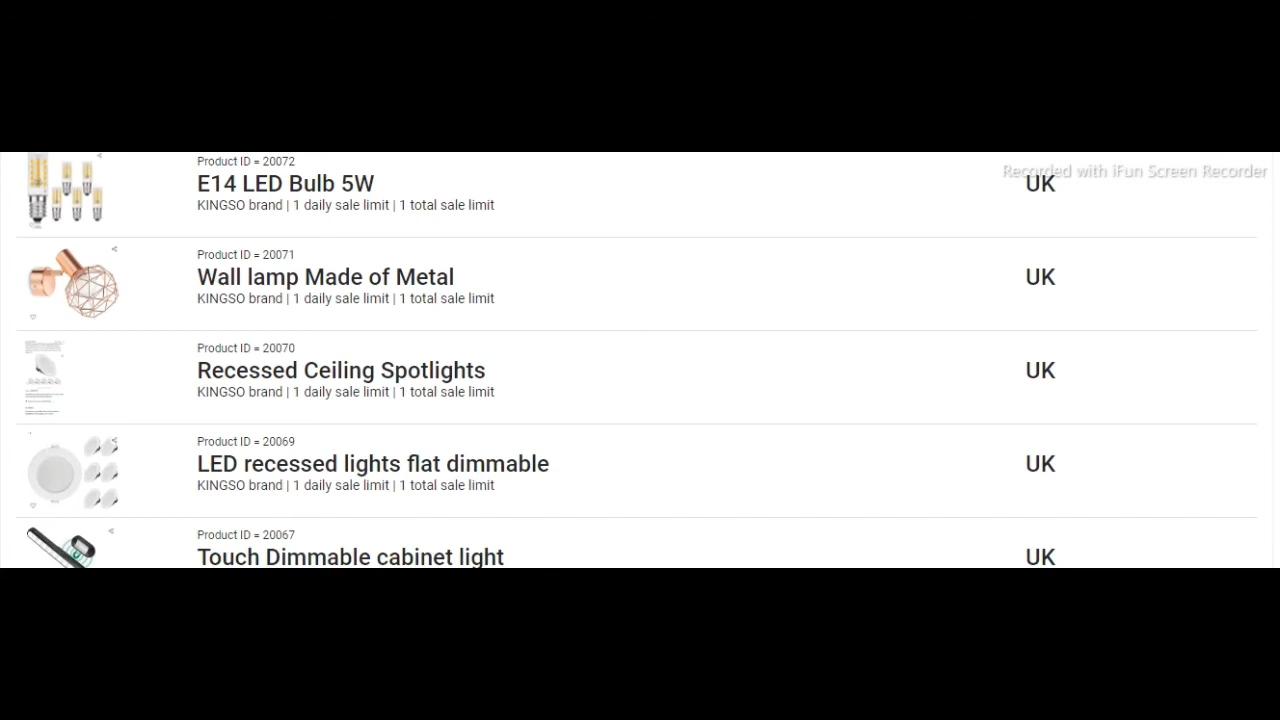 Product ID = 20072
Recorded with iFun Screen Recorder
E14 LED Bulb 5W
UK
KINGSO brand | 1 daily sale limit | 1 total sale limit
Product ID = 20071
Wall lamp Made of Metal
UK
KINGSO brand | 1 daily sale limit | 1 total sale limit
Product ID = 20070
Recessed Ceiling Spotlights
UK
KINGSO brand | 1 daily sale limit | 1 total sale limit
Product ID = 20069
LED recessed lights flat dimmable
UK
KINGSO brand | 1 daily sale limit | 1 total sale limit
Product ID = 20067
Touch Dimmable cabinet light
UK